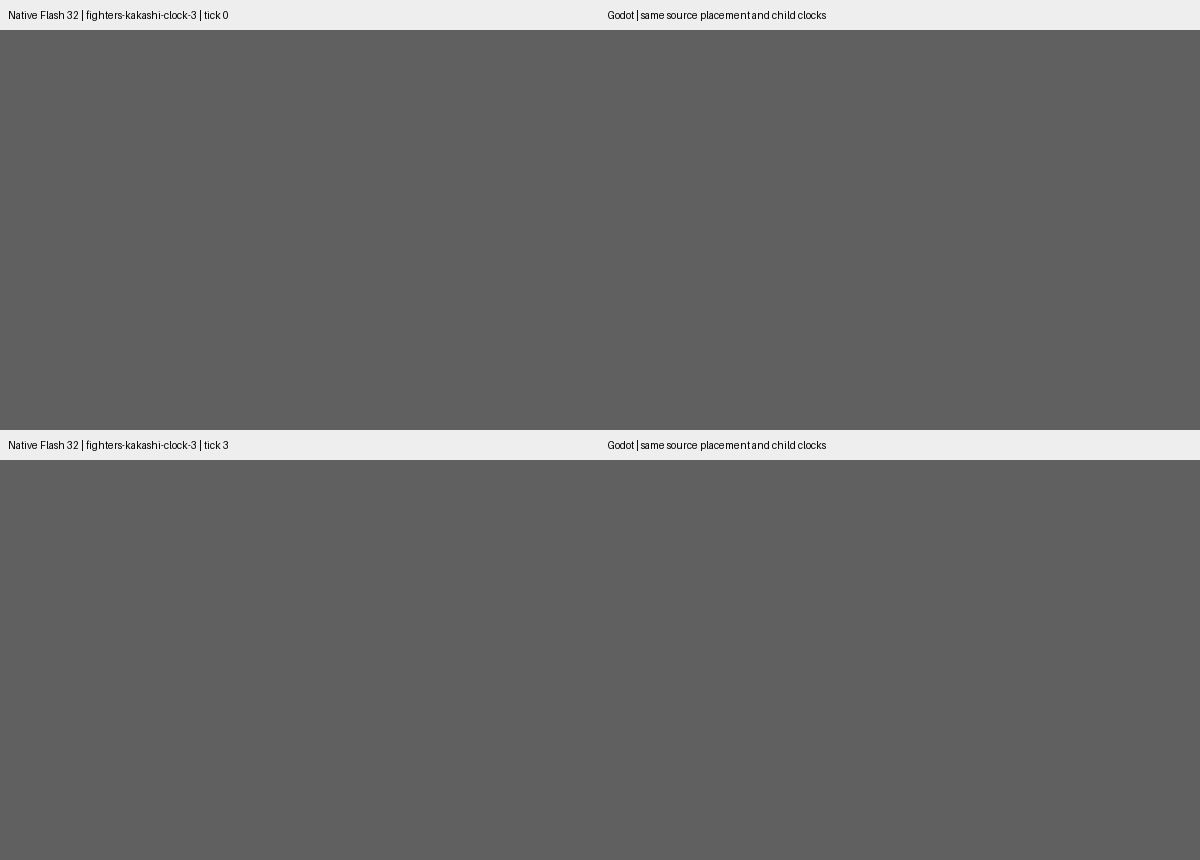 Native Flash 32 | fighters-kakashi-clock-3 | tick 0
Godot | same source placement and child clocks
Native Flash 32 | fighters-kakashi-clock-3 | tick 3
Godot | same source placement and child clocks